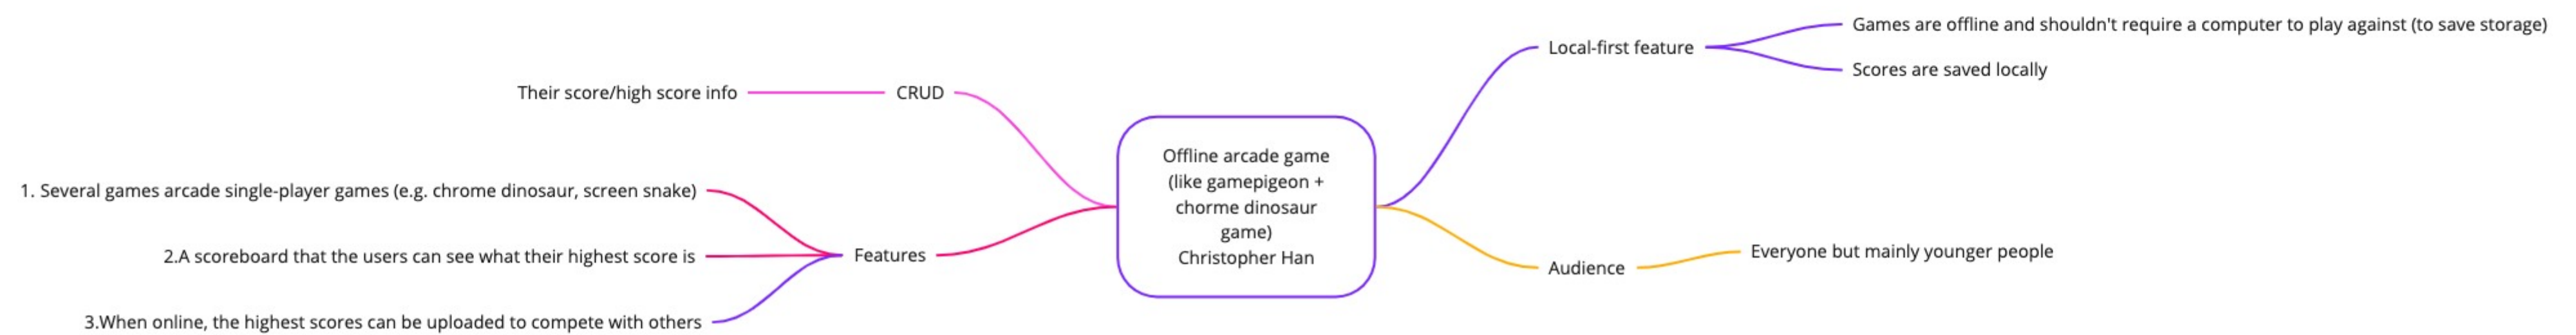 Their score/high score info
CRUD
1. Several games arcade single-player games (e.g. chrome dinosaur, screen snake)
2.A scoreboard that the users can see what their highest score is
3.When online, the highest scores can be uploaded to compete with others
Features
Offline arcade game
(like gamepigeon +
chorme dinosaur
game)
Christopher Han
Local-first feature
Games are offline and shouldn't require a computer to play against (to save storage)
Scores are saved locally
Audience
Everyone but mainly younger people